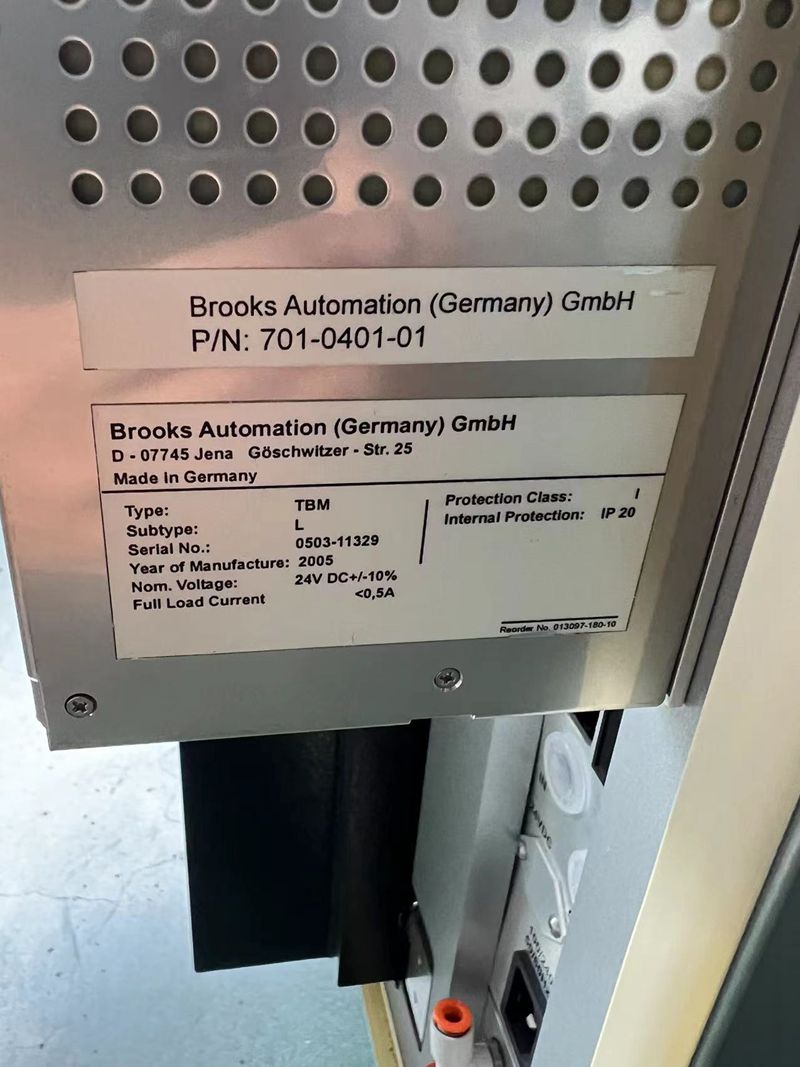 Brooks Automation (Germany) GmbH
P/N: 701-0401-01
Brooks Automation (Germany) GmbH
D - 07745 Jena Göschwitzer - Str. 25
Made in Germany
Type: TBM
Subtype: L
Serial No.: 0503-11329
Year of Manufacture: 2005
Nom. Voltage: 24V DC+/-10%
Full Load Current <0,5A
Protection Class: I
Internal Protection: IP 20
Reorder No. 013097-180-10
IN